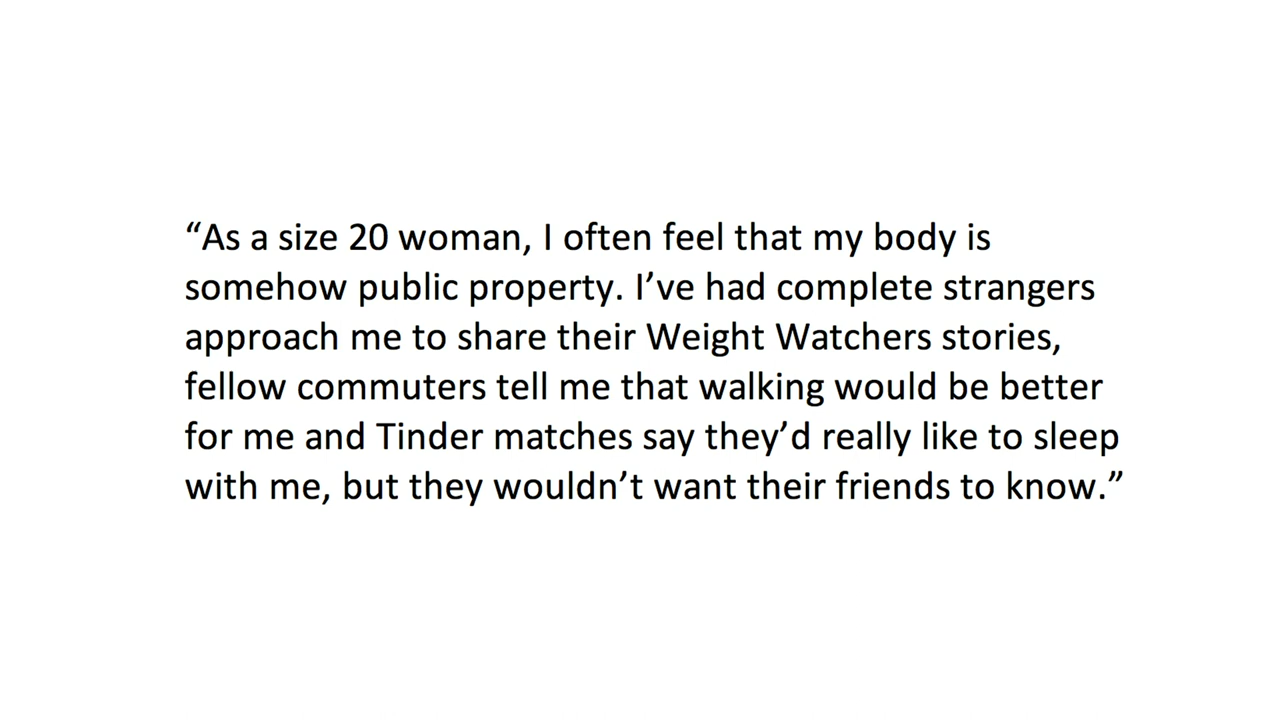 “As a size 20 woman, I often feel that my body is
somehow public property. I’ve had complete strangers
approach me to share their Weight Watchers stories,
fellow commuters tell me that walking would be better
for me and Tinder matches say they’d really like to sleep
with me, but they wouldn’t want their friends to know.”